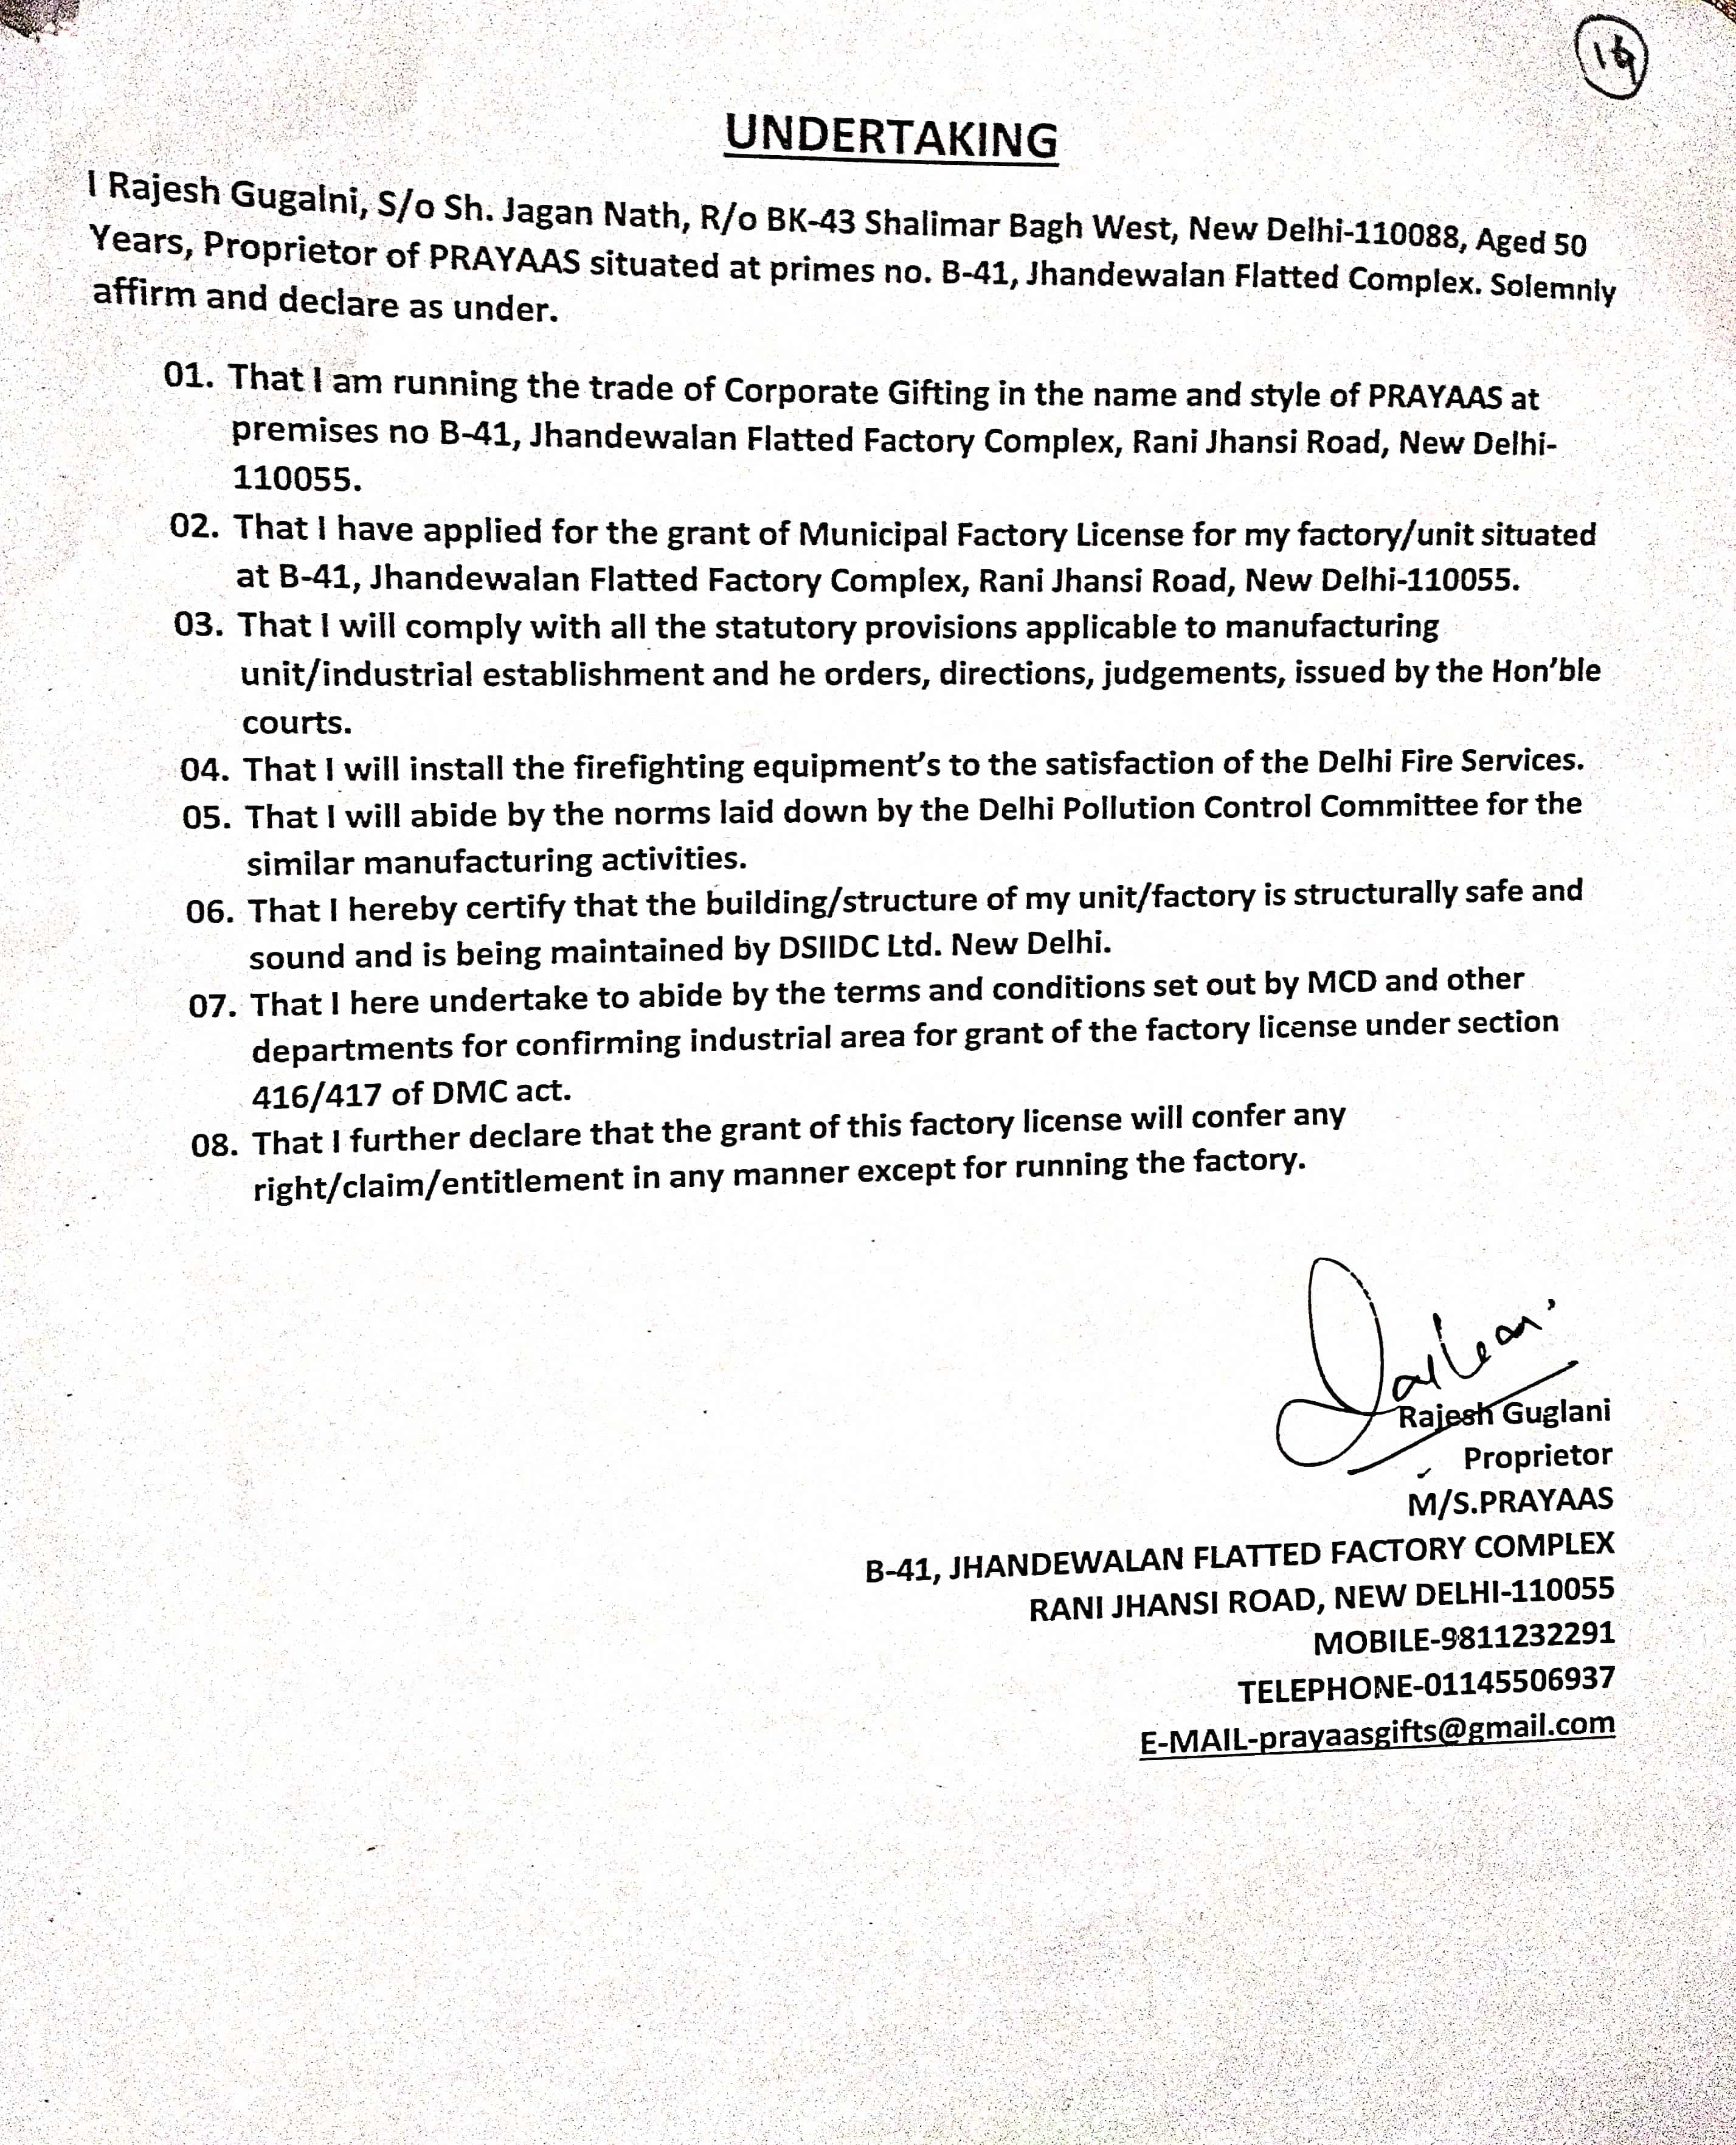 UNDERTAKING
I Rajesh Gugalni, S/o Sh. Jagan Nath, R/o BK-43 Shalimar Bagh West, New Delhi-110088, Aged 50
Years, Proprietor of PRAYAAS situated at primes no. B-41, Jhandewalan Flatted Complex. Solemnly
affirm and declare as under.
01. That I am running the trade of Corporate Gifting in the name and style of PRAYAAS at
premises no B-41, Jhandewalan Flatted Factory Complex, Rani Jhansi Road, New Delhi-
110055.
02. That I have applied for the grant of Municipal Factory License for my factory/unit situated
at B-41, Jhandewalan Flatted Factory Complex, Rani Jhansi Road, New Delhi-110055.
03. That I will comply with all the statutory provisions applicable to manufacturing
unit/industrial establishment and he orders, directions, judgements, issued by the Hon'ble
courts.
04. That I will install the firefighting equipment's to the satisfaction of the Delhi Fire Services.
05. That I will abide by the norms laid down by the Delhi Pollution Control Committee for the
similar manufacturing activities.
06. That I hereby certify that the building/structure of my unit/factory is structurally safe and
sound and is being maintained by DSIIDC Ltd. New Delhi.
07. That I here undertake to abide by the terms and conditions set out by MCD and other
departments for confirming industrial area for grant of the factory license under section
416/417 of DMC act.
08. That I further declare that the grant of this factory license will confer any
right/claim/entitlement in any manner except for running the factory.
Rajesh Guglani
Proprietor
M/S.PRAYAAS
B-41, JHANDEWALAN FLATTED FACTORY COMPLEX
RANI JHANSI ROAD, NEW DELHI-110055
MOBILE-9811232291
TELEPHONE-01145506937
E-MAIL-prayaasgifts@gmail.com